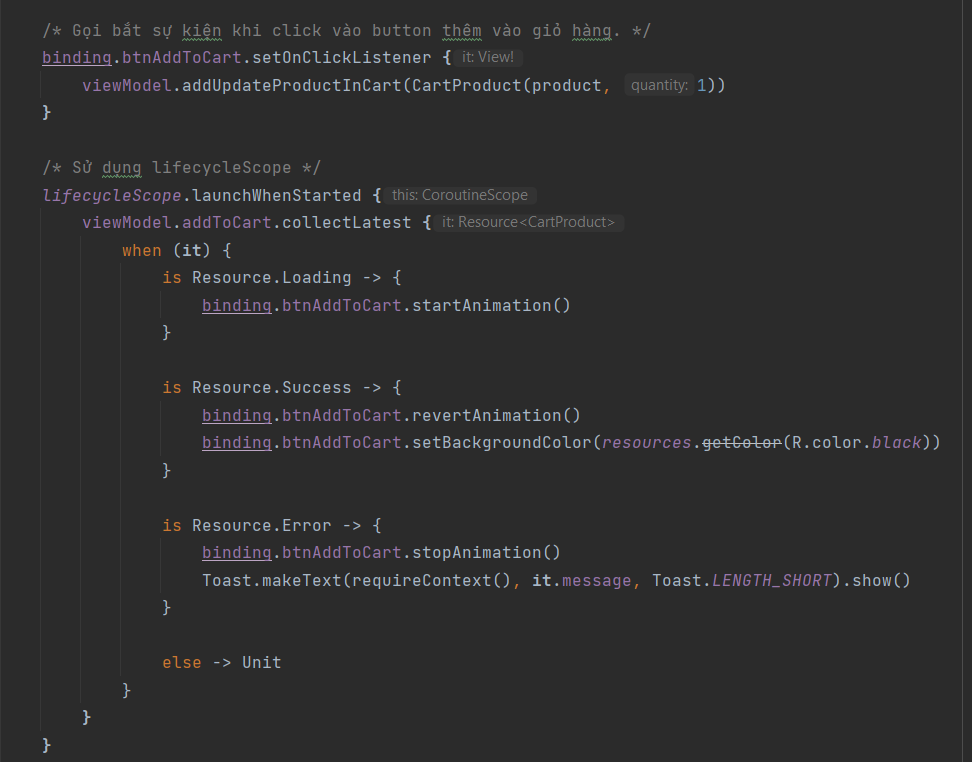 /* Gọi bắt sự kiện khi click vào button thêm vào giỏ hàng. */
binding.btnAddToCart.setOnClickListener { it: View!
    viewModel.addUpdateProductInCart(CartProduct(product, quantity: 1))
}
/* Sử dụng lifecycleScope */
lifecycleScope.launchWhenStarted { this: CoroutineScope
    viewModel.addToCart.collectLatest { it: Resource<CartProduct>
        when (it) {
            is Resource.Loading -> {
                binding.btnAddToCart.startAnimation()
            }
            is Resource.Success -> {
                binding.btnAddToCart.revertAnimation()
                binding.btnAddToCart.setBackgroundColor(resources.getColor(R.color.black))
            }
            is Resource.Error -> {
                binding.btnAddToCart.stopAnimation()
                Toast.makeText(requireContext(), it.message, Toast.LENGTH_SHORT).show()
            }
            else -> Unit
        }
    }
}